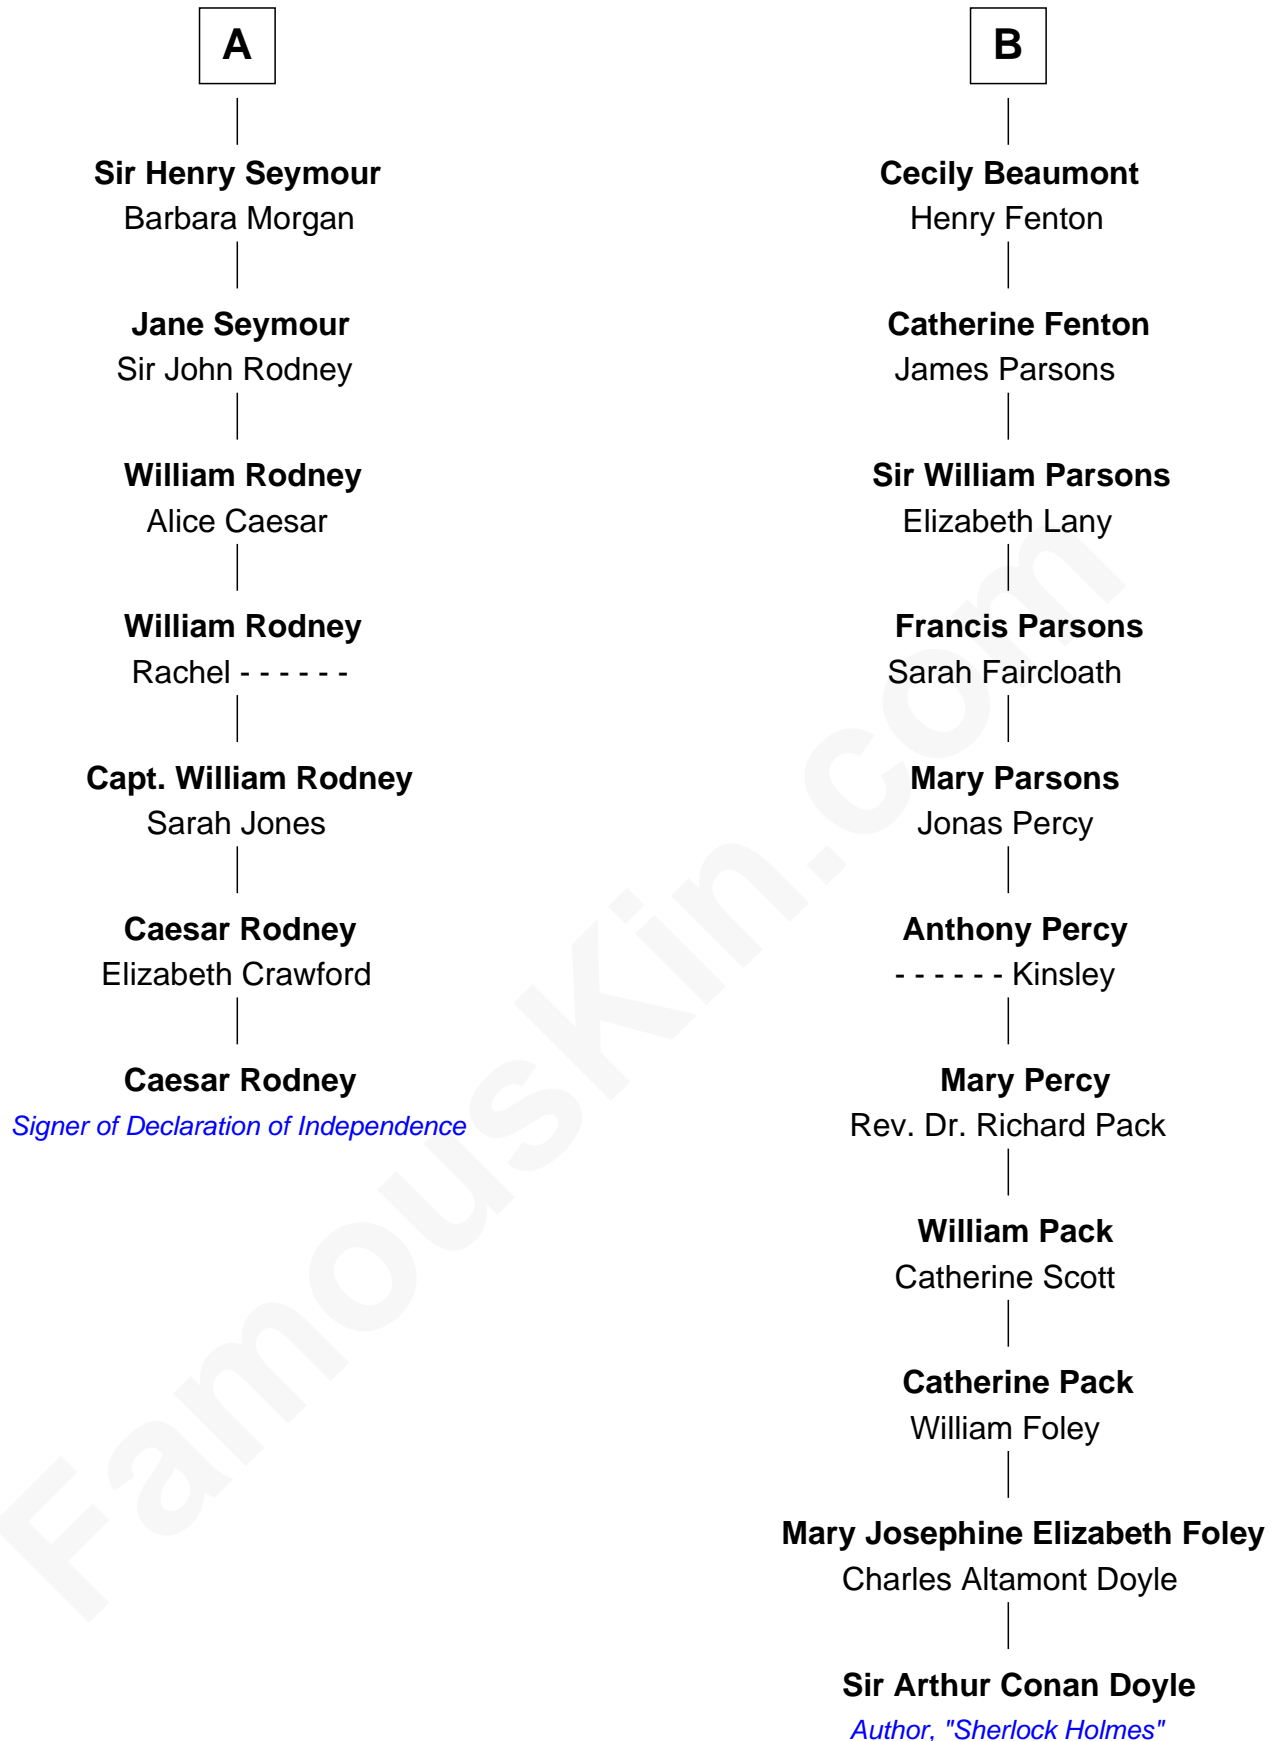 A
Sir Henry Seymour
Barbara Morgan
Jane Seymour
Sir John Rodney
William Rodney
Alice Caesar
William Rodney
Rachel - - - - - -
Capt. William Rodney
Sarah Jones
Caesar Rodney
Elizabeth Crawford
Caesar Rodney
Signer of Declaration of Independence
B
Cecily Beaumont
Henry Fenton
Catherine Fenton
James Parsons
Sir William Parsons
Elizabeth Lany
Francis Parsons
Sarah Faircloath
Mary Parsons
Jonas Percy
Anthony Percy
- - - - - - Kinsley
Mary Percy
Rev. Dr. Richard Pack
William Pack
Catherine Scott
Catherine Pack
William Foley
Mary Josephine Elizabeth Foley
Charles Altamont Doyle
Sir Arthur Conan Doyle
Author, "Sherlock Holmes"
FamousKin.com